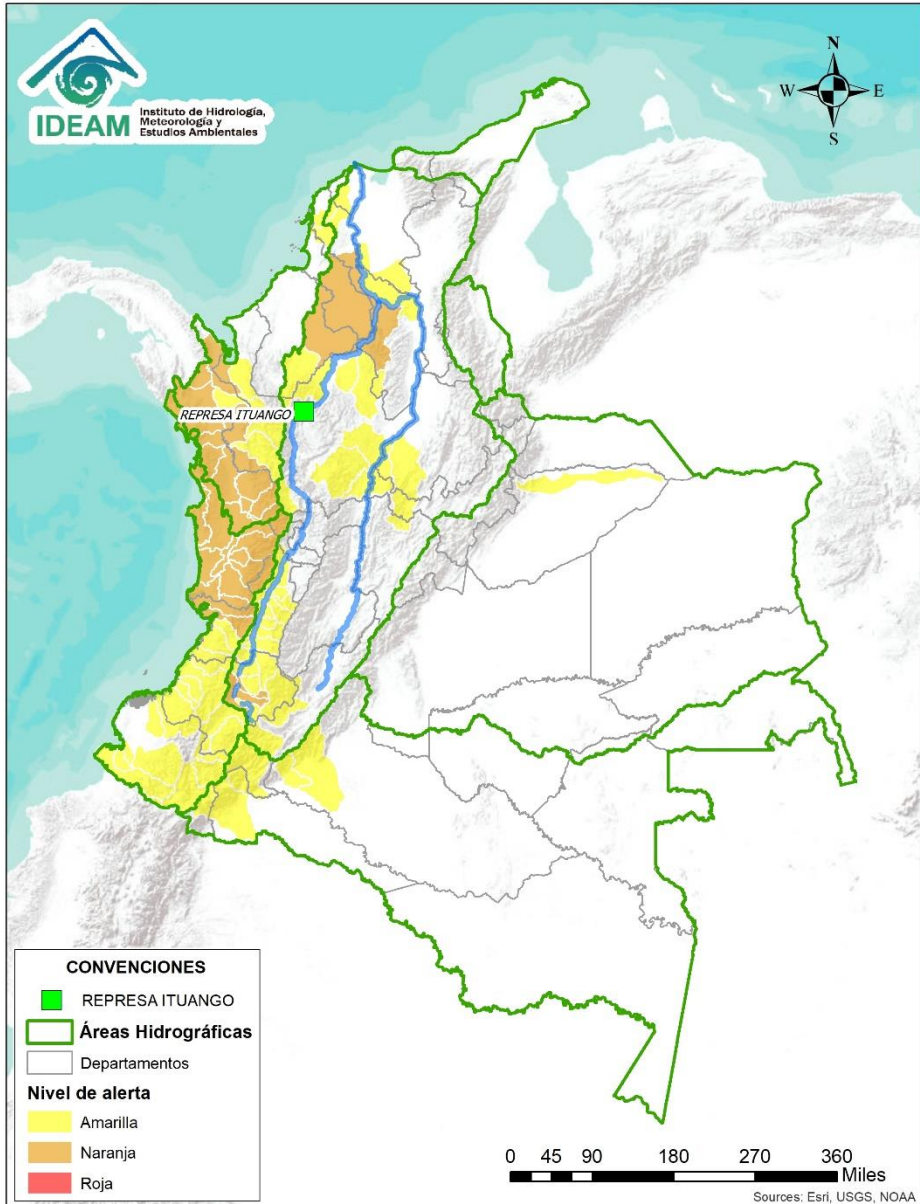 IDEAM
Instituto de Hidrología,
Meteorología y
Estudios Ambientales
N
W
E
S
REPRESA ITUANGO
CONVENCIONES
REPRESA ITUANGO
Áreas Hidrográficas
Departamentos
Nivel de alerta
Amarilla
Naranja
Roja
0 45 90 180 270 360
Miles
Sources: Esri, USGS, NOAA